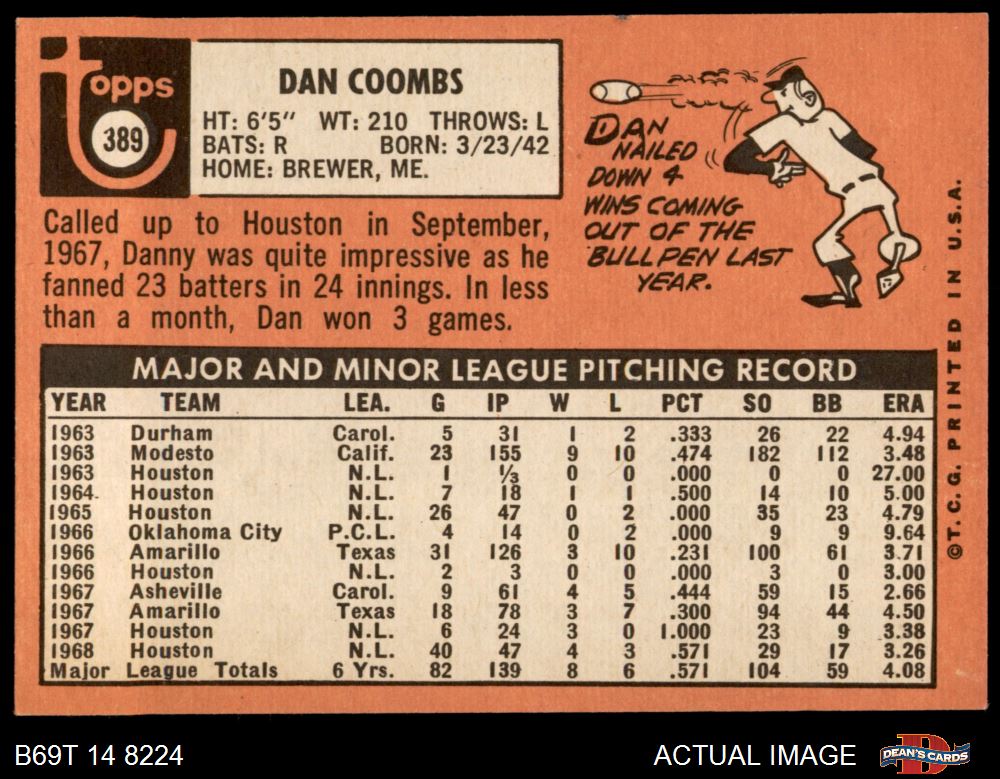 Topps
389
DAN COOMBS
HT: 6'5" WT: 210 THROWS: L
BATS: R BORN: 3/23/42
HOME: BREWER, ME.
Called up to Houston in September,
1967, Danny was quite impressive as he
fanned 23 batters in 24 innings. In less
than a month, Dan won 3 games.
DAN
NAILED
DOWN 4
WINS COMING
OUT OF THE
BULLPEN LAST
YEAR.
MAJOR AND MINOR LEAGUE PITCHING RECORD
YEAR TEAM LEA. G IP W L PCT SO BB ERA
1963 Durham Carol. 5 31 1 2 .333 26 22 4.94
1963 Modesto Calif. 23 155 9 10 .474 182 112 3.48
1963 Houston N.L. 1 1/3 0 0 .000 0 0 27.00
1964 Houston N.L. 7 18 1 1 .500 14 10 5.00
1965 Houston N.L. 26 47 0 2 .000 35 23 4.79
1966 Oklahoma City P.C.L. 4 14 0 2 .000 9 9 9.64
1966 Amarillo Texas 31 126 3 10 .231 100 61 3.71
1966 Houston N.L. 2 3 0 0 .000 3 0 3.00
1967 Asheville Carol. 9 61 4 5 .444 59 15 2.66
1967 Amarillo Texas 18 78 3 7 .300 94 44 4.50
1967 Houston N.L. 6 24 3 0 1.000 23 9 3.38
1968 Houston N.L. 40 47 4 3 .571 29 17 3.26
Major League Totals 6 Yrs. 82 139 8 6 .571 104 59 4.08
©T.C.G. PRINTED IN U.S.A.
B69T 14 8224
ACTUAL IMAGE
DEAN'S CARDS